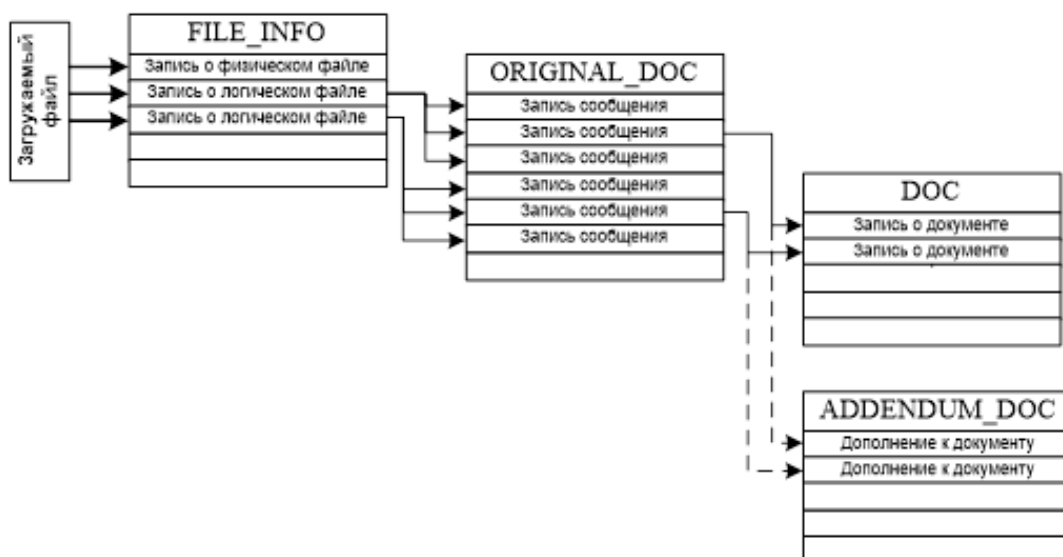 Загружаемый
файл
FILE_INFO
Запись о физическом файле
Запись о логическом файле
Запись о логическом файле
ORIGINAL_DOC
Запись сообщения
Запись сообщения
Запись сообщения
Запись сообщения
Запись сообщения
Запись сообщения
DOC
Запись о документе
Запись о документе
ADDENDUM_DOC
Дополнение к документу
Дополнение к документу